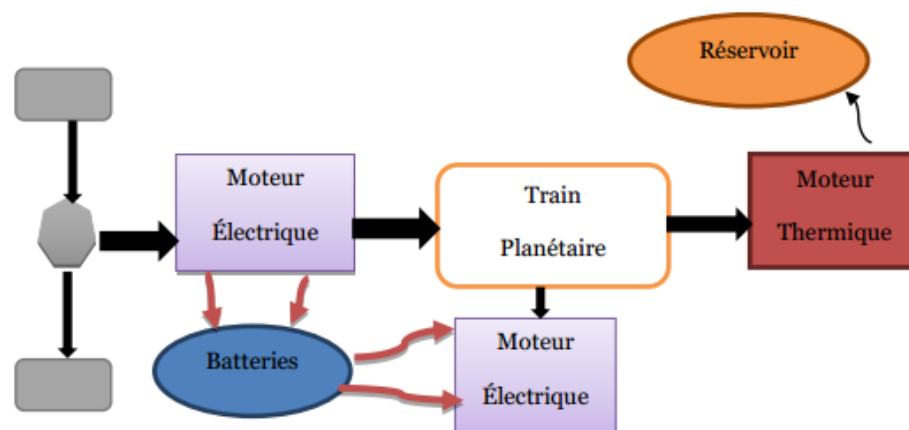 Réservoir
Moteur
Électrique
Train
Planétaire
Moteur
Thermique
Batteries
Moteur
Électrique